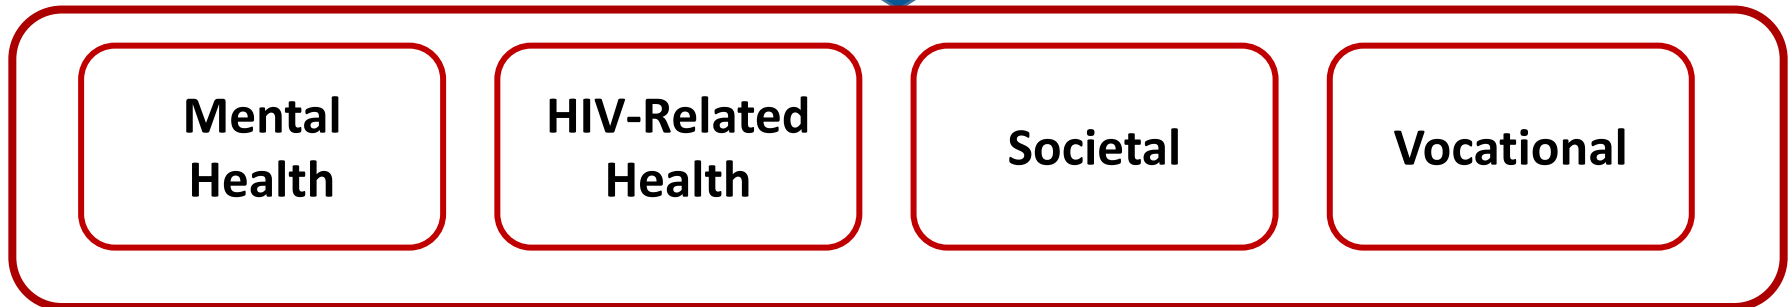 Mental
Health
HIV-Related
Health
Societal
Vocational